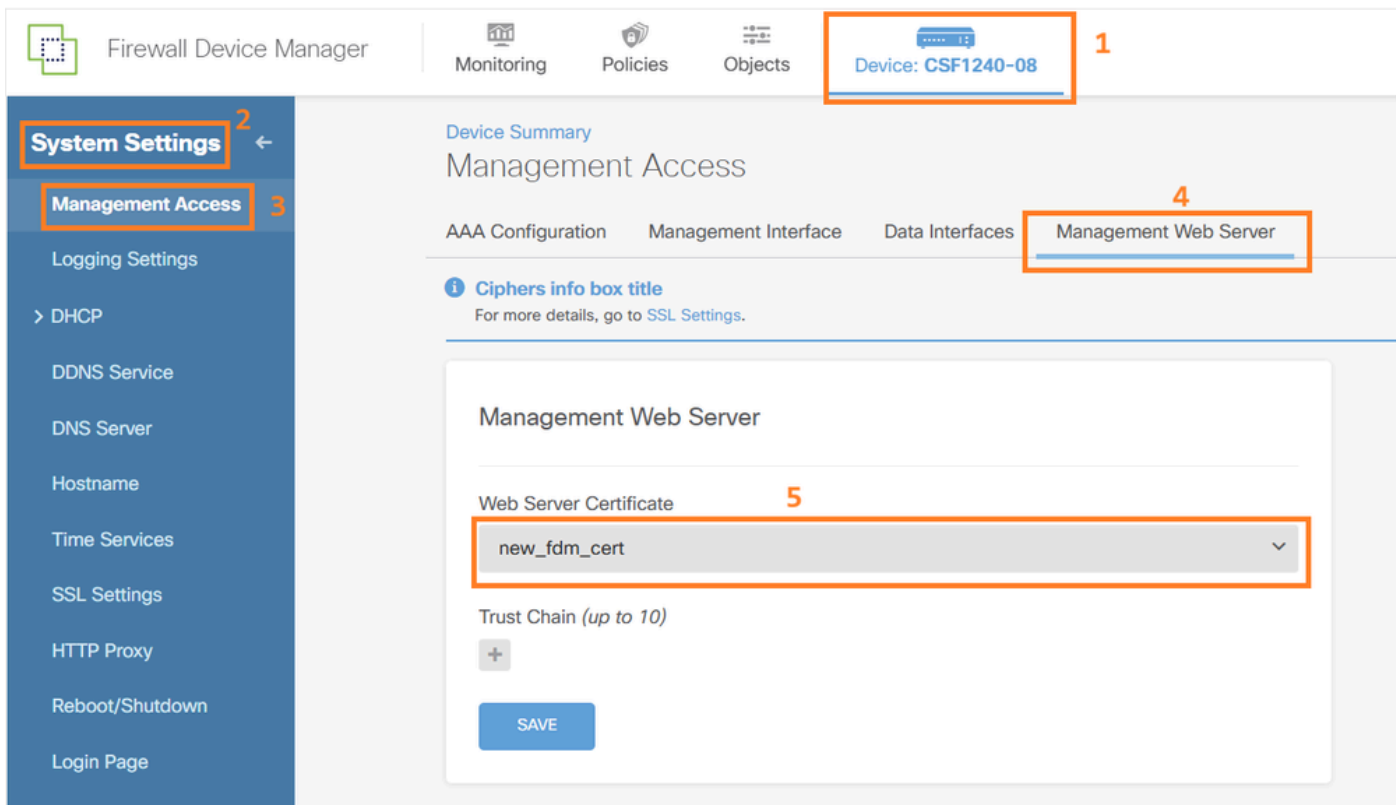 Firewall Device Manager
Monitoring
Policies
Objects
Device: CSF1240-08
1
System Settings
2
Management Access
3
Logging Settings
DHCP
DDNS Service
DNS Server
Hostname
Time Services
SSL Settings
HTTP Proxy
Reboot/Shutdown
Login Page
Device Summary
Management Access
4
AAA Configuration
Management Interface
Data Interfaces
Management Web Server
Ciphers info box title
For more details, go to SSL Settings.
Management Web Server
Web Server Certificate
5
new_fdm_cert
Trust Chain (up to 10)
SAVE